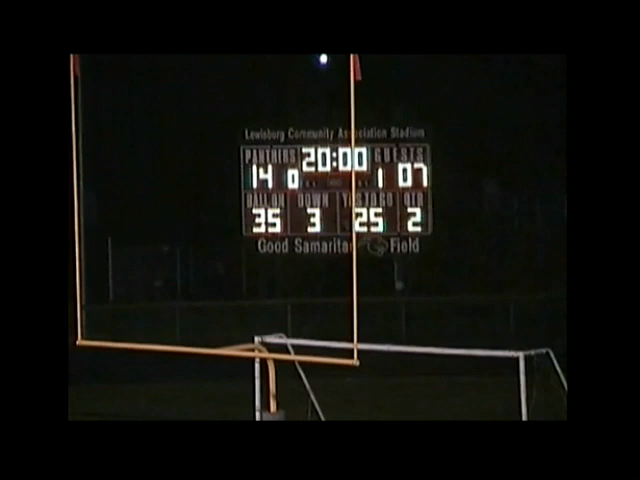 Lewisburg Community Association Stadium
PANTHERS 20:00 GUESTS
14 0 1 07
BALL ON DOWN YDS TO GO QTR
35 3 25 2
Good Samaritan Field